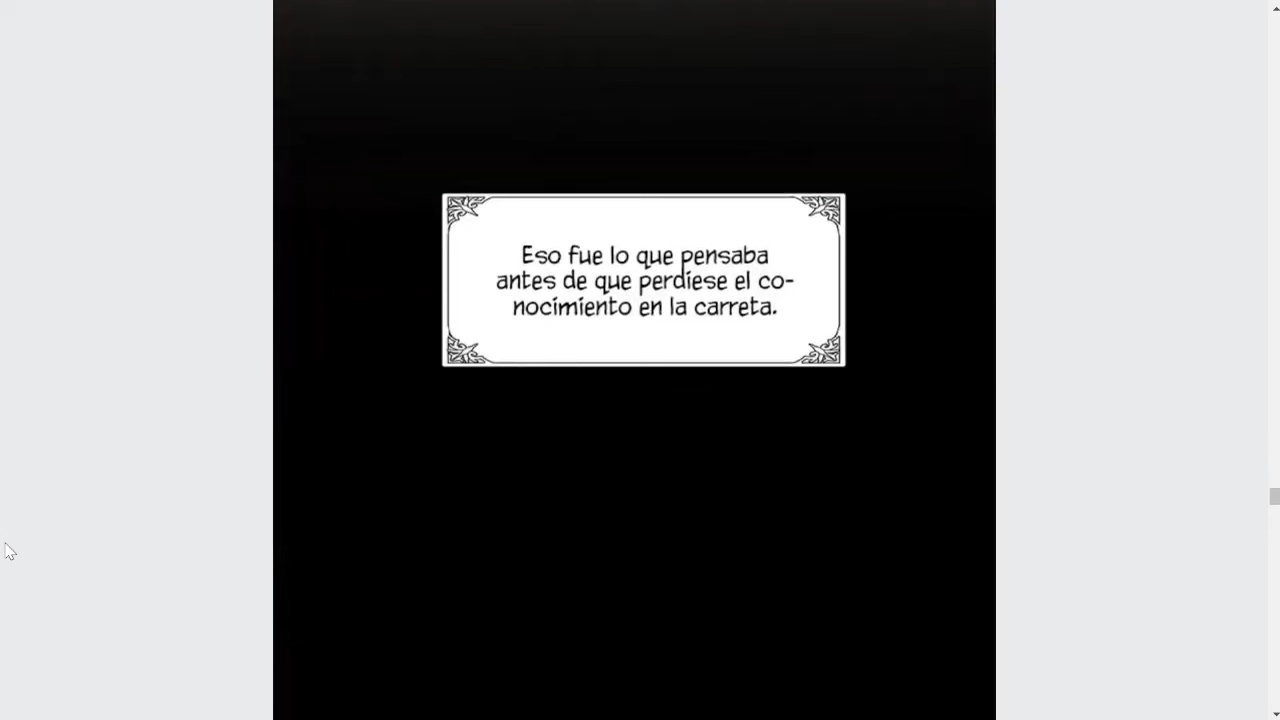 Eso fue lo que pensaba
antes de que perdiese el co-
nocimiento en la carreta.